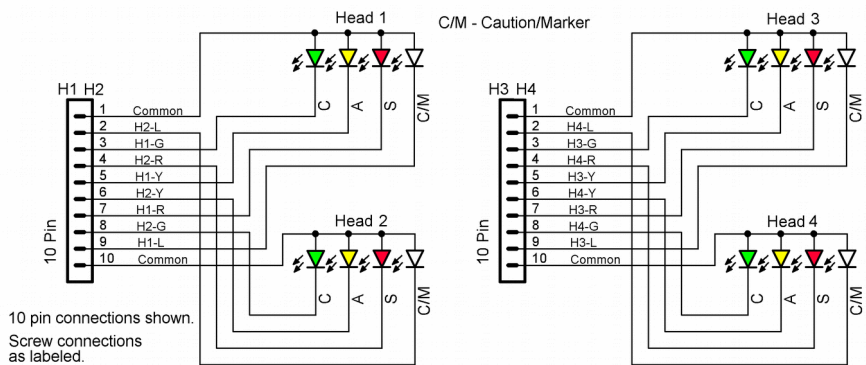 Head 1
C/M - Caution/Marker
Head 3
H1 H2
H3 H4
C
A
S
C/M
C
A
S
C/M
1 Common
2 H2-L
3 H1-G
4 H2-R
5 H1-Y
6 H2-Y
7 H1-R
8 H2-G
9 H1-L
10 Common
10 Pin
1 Common
2 H4-L
3 H3-G
4 H4-R
5 H3-Y
6 H4-Y
7 H3-R
8 H4-G
9 H3-L
10 Common
10 Pin
Head 2
Head 4
C
A
S
C/M
C
A
S
C/M
10 pin connections shown.
Screw connections
as labeled.